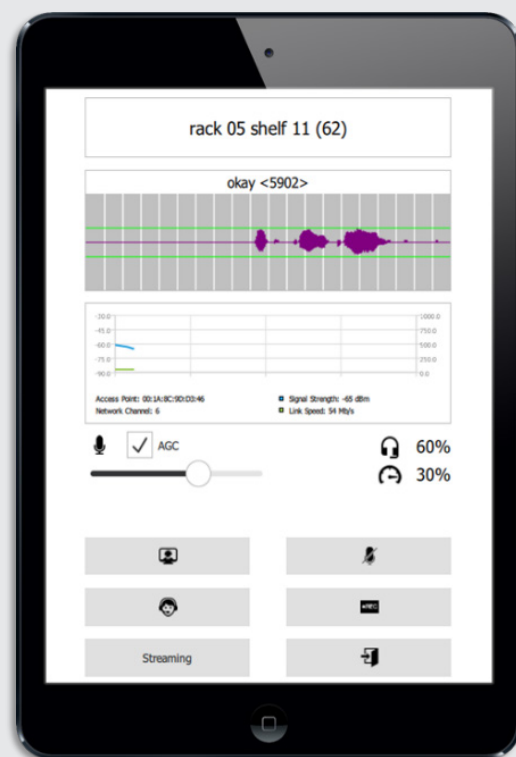 rack 05 shelf 11 (62)
okay <5902>
-30.0 1000.0
-45.0 750.0
-60.0 500.0
-75.0 250.0
-90.0 0.0
Access Point: 00:1A:8C:9D:D3:46 Signal Strength: -65 dBm
Network Channel: 6 Link Speed: 54 Mb/s
AGC 60%
30%
●REC
Streaming